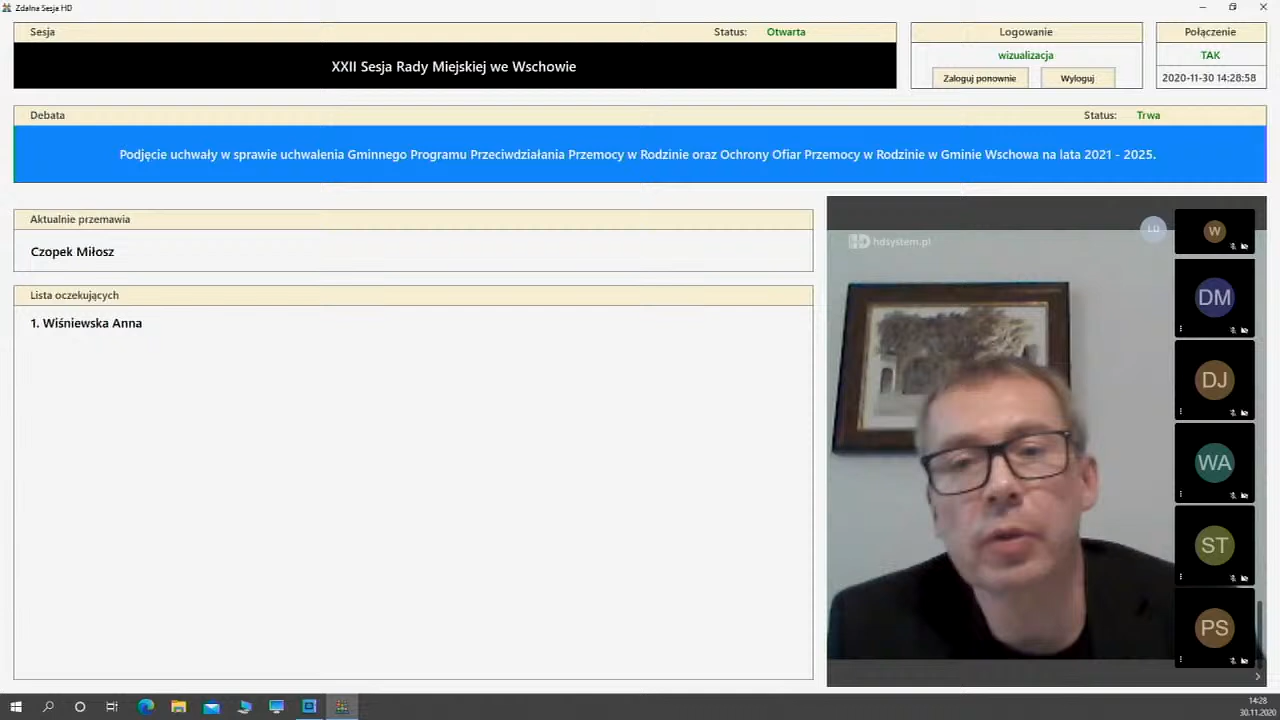 Zdalna Sesja HD
Sesja
Status: Otwarta
XXII Sesja Rady Miejskiej we Wschowie
Logowanie
wizualizacja
Zaloguj ponownie
Wyloguj
Połączenie
TAK
2020-11-30 14:28:58
Debata
Status: Trwa
Podjęcie uchwały w sprawie uchwalenia Gminnego Programu Przeciwdziałania Przemocy w Rodzinie oraz Ochrony Ofiar Przemocy w Rodzinie w Gminie Wschowa na lata 2021 - 2025.
Aktualnie przemawia
Czopek Miłosz
Lista oczekujących
1. Wiśniewska Anna
HD hdsystem.pl
LD
W
DM
DJ
WA
ST
PS
14:28
30.11.2020